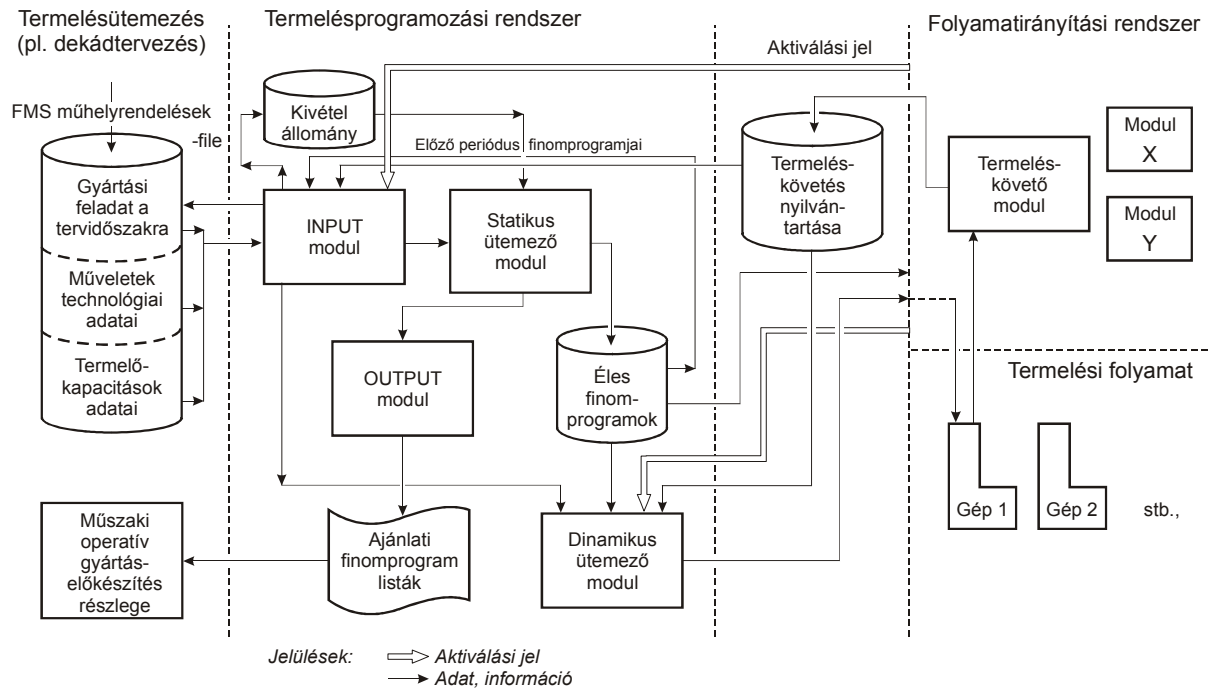 Termelésütemezés
(pl. dekádtervezés)
Termelésprogramozási rendszer
Folyamatirányítási rendszer
Aktiválási jel
FMS műhelyrendelések
-file
Kivétel
állomány
Előző periódus finomprogramjai
Gyártási
feladat a
tervidőszakra
Műveletek
technológiai
adatai
Termelő-
kapacitások
adatai
INPUT
modul
Statikus
ütemező
modul
Termelés-
követés
nyilván-
tartása
Termelés-
követő
modul
Modul
X
Modul
Y
OUTPUT
modul
Éles
finom-
programok
Termelési folyamat
Gép 1
Gép 2
stb.,
Műszaki
operatív
gyártás-
előkészítés
részlege
Ajánlati
finomprogram
listák
Dinamikus
ütemező
modul
Jelülések:
Aktiválási jel
Adat, információ